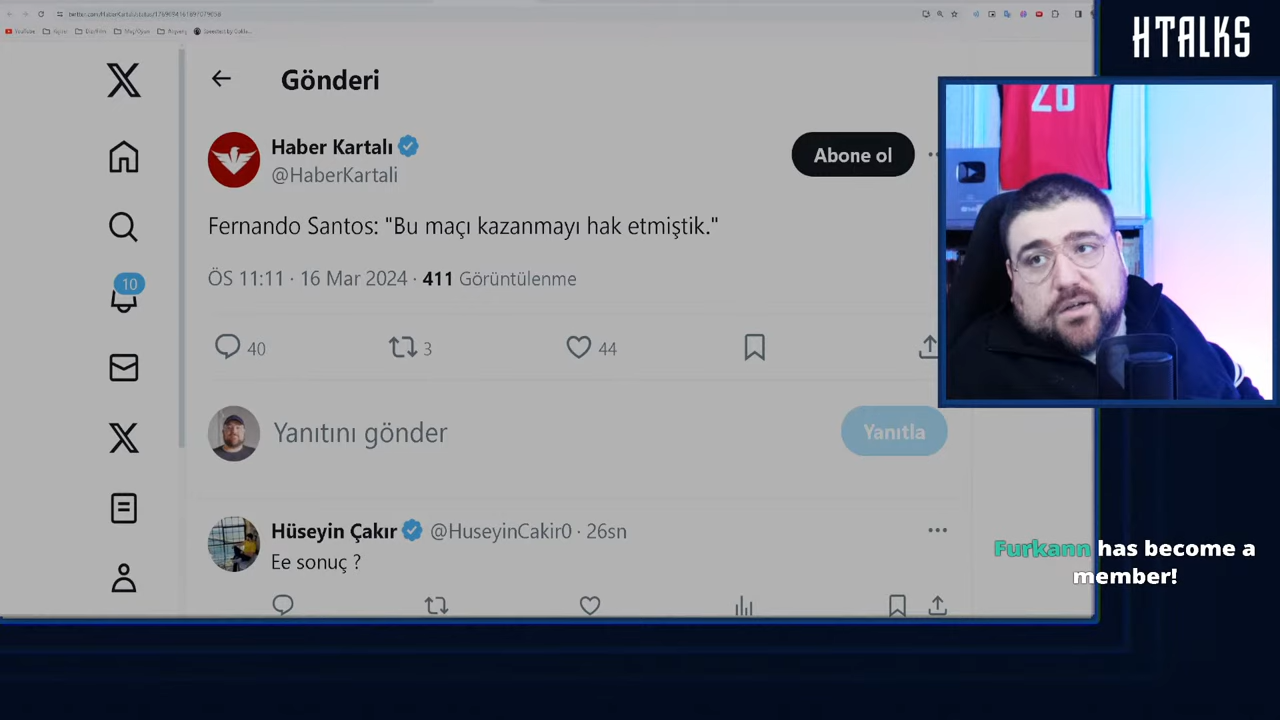 HTALKS
YouTube
Gönderi
28
Haber Kartalı
@HaberKartali
Abone ol
Fernando Santos: "Bu maçı kazanmayı hak etmiştik."
ÖS 11:11 · 16 Mar 2024 · 411 Görüntülenme
10
40
3
44
Yanıtını gönder
Yanıtla
Hüseyin Çakır @HuseyinCakir0 · 26sn
Ee sonuç ?
Furkann has become a
member!